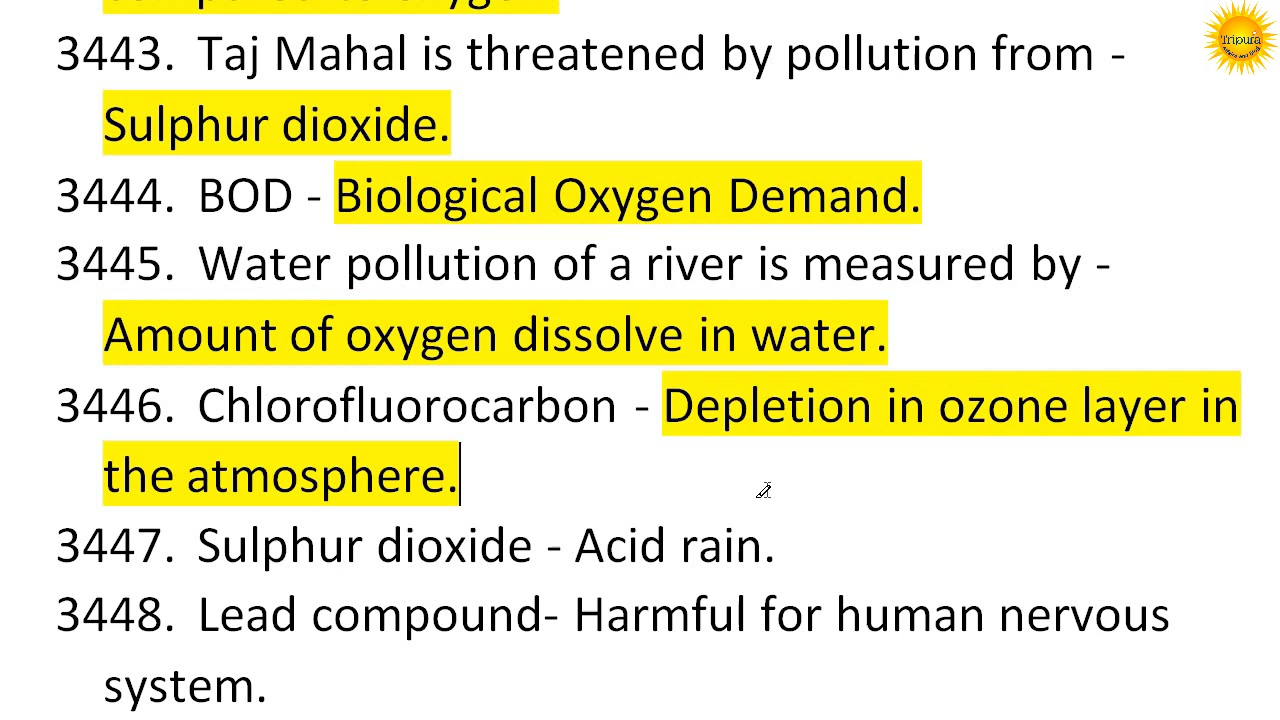 3443. Taj Mahal is threatened by pollution from -
Sulphur dioxide.
3444. BOD - Biological Oxygen Demand.
3445. Water pollution of a river is measured by -
Amount of oxygen dissolve in water.
3446. Chlorofluorocarbon - Depletion in ozone layer in
the atmosphere.
3447. Sulphur dioxide - Acid rain.
3448. Lead compound- Harmful for human nervous
system.
Tripura